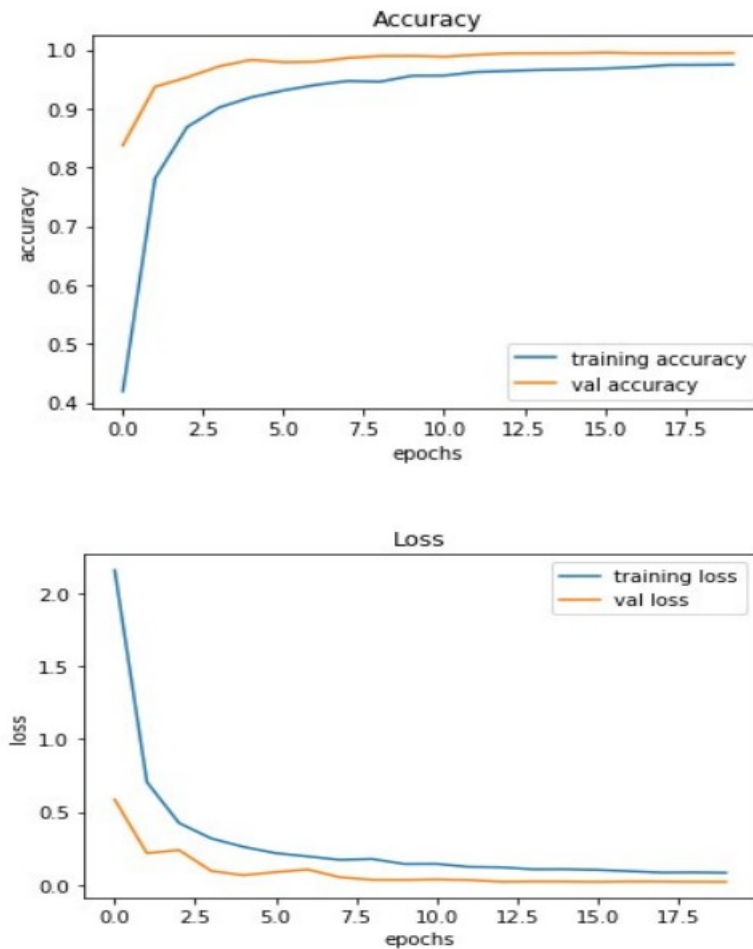 Accuracy
1.0
0.9
0.8
0.7
0.6
0.5
0.4
accuracy
training accuracy
val accuracy
0.0 2.5 5.0 7.5 10.0 12.5 15.0 17.5
epochs
Loss
2.0
1.5
1.0
0.5
0.0
loss
training loss
val loss
0.0 2.5 5.0 7.5 10.0 12.5 15.0 17.5
epochs